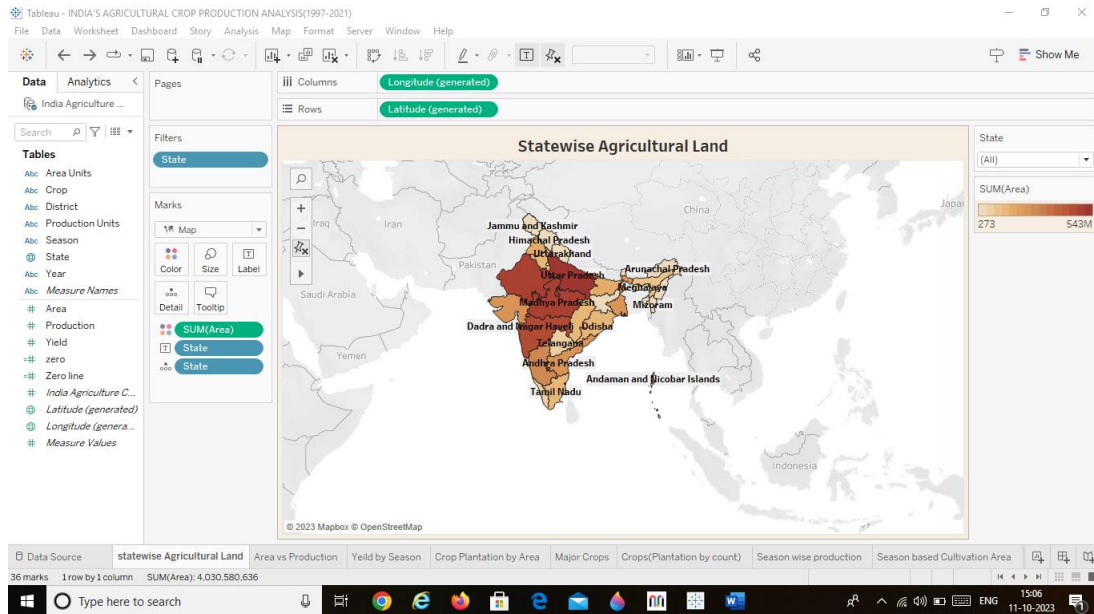 Tableau - INDIA'S AGRICULTURAL CROP PRODUCTION ANALYSIS(1997-2021)
File Data Worksheet Dashboard Story Analysis Map Format Server Window Help
Show Me
Data Analytics
India Agriculture ...
Search
Tables
Abc Area Units
Abc Crop
Abc District
Abc Production Units
Abc Season
State
Abc Year
Abc Measure Names
# Area
# Production
# Yield
=# zero
=# Zero line
# India Agriculture C...
Latitude (generated)
Longitude (genera...
# Measure Values
Pages
Filters
State
Marks
Map
Color Size Label
Detail Tooltip
SUM(Area)
State
State
iii Columns Longitude (generated)
Rows Latitude (generated)
Statewise Agricultural Land
Iraq
Iran
China
Japan
Pakistan
Saudi Arabia
Yemen
Indonesia
Jammu and Kashmir
Himachal Pradesh
Uttarakhand
Uttar Pradesh
Arunachal Pradesh
Meghalaya
Madhya Pradesh
Mizoram
Dadra and Nagar Haveli
Odisha
Telangana
Andhra Pradesh
Andaman and Nicobar Islands
Tamil Nadu
© 2023 Mapbox © OpenStreetMap
State
(All)
SUM(Area)
273 543M
Data Source statewise Agricultural Land Area vs Production Yeild by Season Crop Plantation by Area Major Crops Crops(Plantation by count) Season wise production Season based Cultivation Area
36 marks 1 row by 1 column SUM(Area): 4,030,580,636
Type here to search
ENG
15:06
11-10-2023